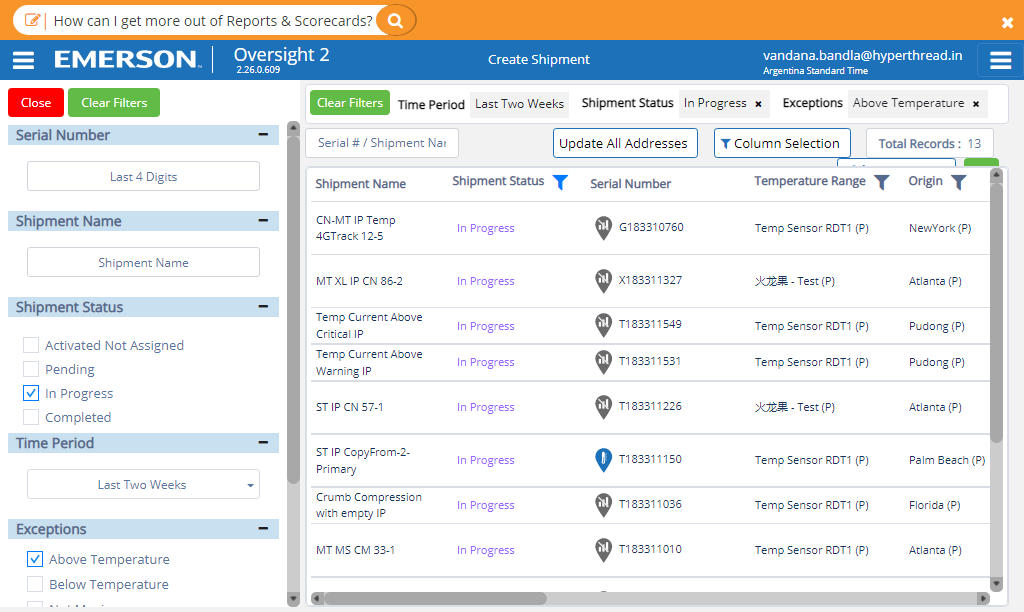 How can I get more out of Reports & Scorecards?
EMERSON
Oversight 2
2.26.0.609
Create Shipment
vandana.bandla@hyperthread.in
Argentina Standard Time
Close
Clear Filters
Serial Number
Last 4 Digits
Shipment Name
Shipment Name
Shipment Status
Activated Not Assigned
Pending
In Progress
Completed
Time Period
Last Two Weeks
Exceptions
Above Temperature
Below Temperature
Clear Filters Time Period Last Two Weeks Shipment Status In Progress × Exceptions Above Temperature ×
Serial # / Shipment Nar Update All Addresses Column Selection Total Records : 13
Shipment Name Shipment Status Serial Number Temperature Range Origin
CN-MT IP Temp
4GTrack 12-5 In Progress G183310760 Temp Sensor RDT1 (P) NewYork (P)
MT XL IP CN 86-2 In Progress X183311327 火龙果 - Test (P) Atlanta (P)
Temp Current Above
Critical IP In Progress T183311549 Temp Sensor RDT1 (P) Pudong (P)
Temp Current Above
Warning IP In Progress T183311531 Temp Sensor RDT1 (P) Pudong (P)
ST IP CN 57-1 In Progress T183311226 火龙果 - Test (P) Atlanta (P)
ST IP CopyFrom-2-
Primary In Progress T183311150 Temp Sensor RDT1 (P) Palm Beach (P)
Crumb Compression
with empty IP In Progress T183311036 Temp Sensor RDT1 (P) Florida (P)
MT MS CM 33-1 In Progress T183311010 Temp Sensor RDT1 (P) Atlanta (P)